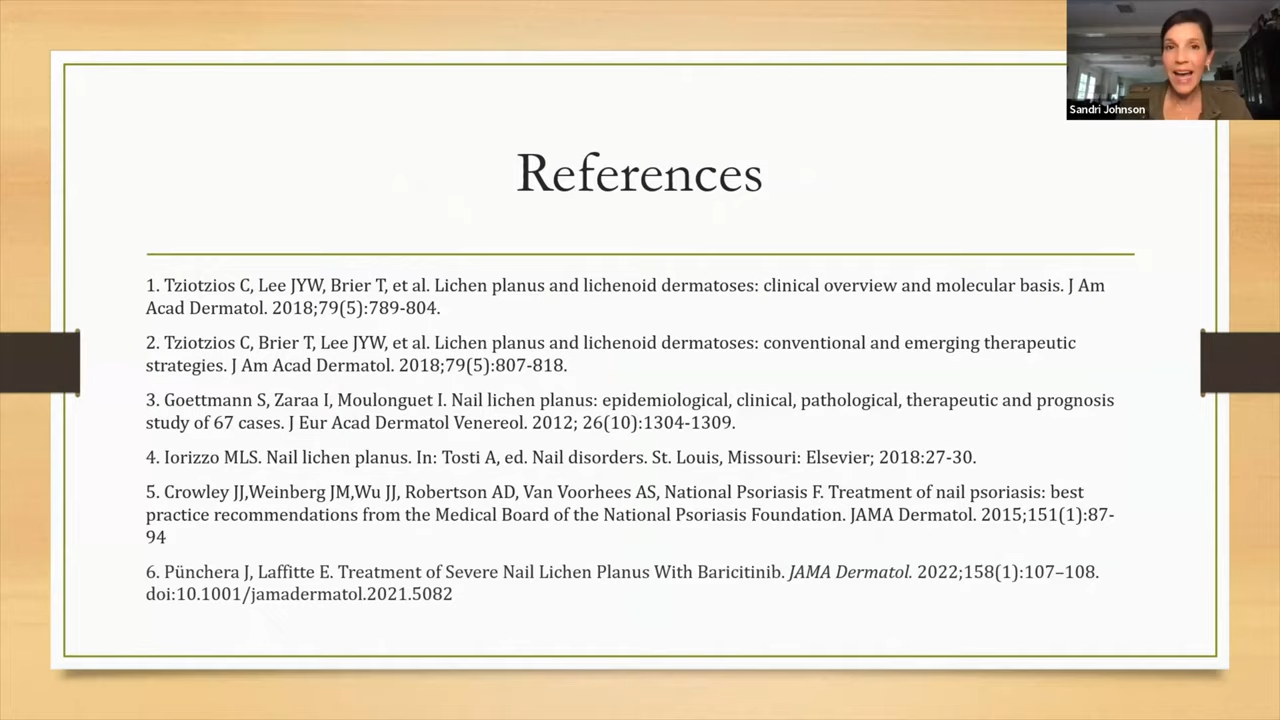 Sandri Johnson
References
1. Tziotzios C, Lee JYW, Brier T, et al. Lichen planus and lichenoid dermatoses: clinical overview and molecular basis. J Am
Acad Dermatol. 2018;79(5):789-804.
2. Tziotzios C, Brier T, Lee JYW, et al. Lichen planus and lichenoid dermatoses: conventional and emerging therapeutic
strategies. J Am Acad Dermatol. 2018;79(5):807-818.
3. Goettmann S, Zaraa I, Moulonguet I. Nail lichen planus: epidemiological, clinical, pathological, therapeutic and prognosis
study of 67 cases. J Eur Acad Dermatol Venereol. 2012; 26(10):1304-1309.
4. Iorizzo MLS. Nail lichen planus. In: Tosti A, ed. Nail disorders. St. Louis, Missouri: Elsevier; 2018:27-30.
5. Crowley JJ,Weinberg JM,Wu JJ, Robertson AD, Van Voorhees AS, National Psoriasis F. Treatment of nail psoriasis: best
practice recommendations from the Medical Board of the National Psoriasis Foundation. JAMA Dermatol. 2015;151(1):87-
94
6. Pünchera J, Laffitte E. Treatment of Severe Nail Lichen Planus With Baricitinib. JAMA Dermatol. 2022;158(1):107–108.
doi:10.1001/jamadermatol.2021.5082